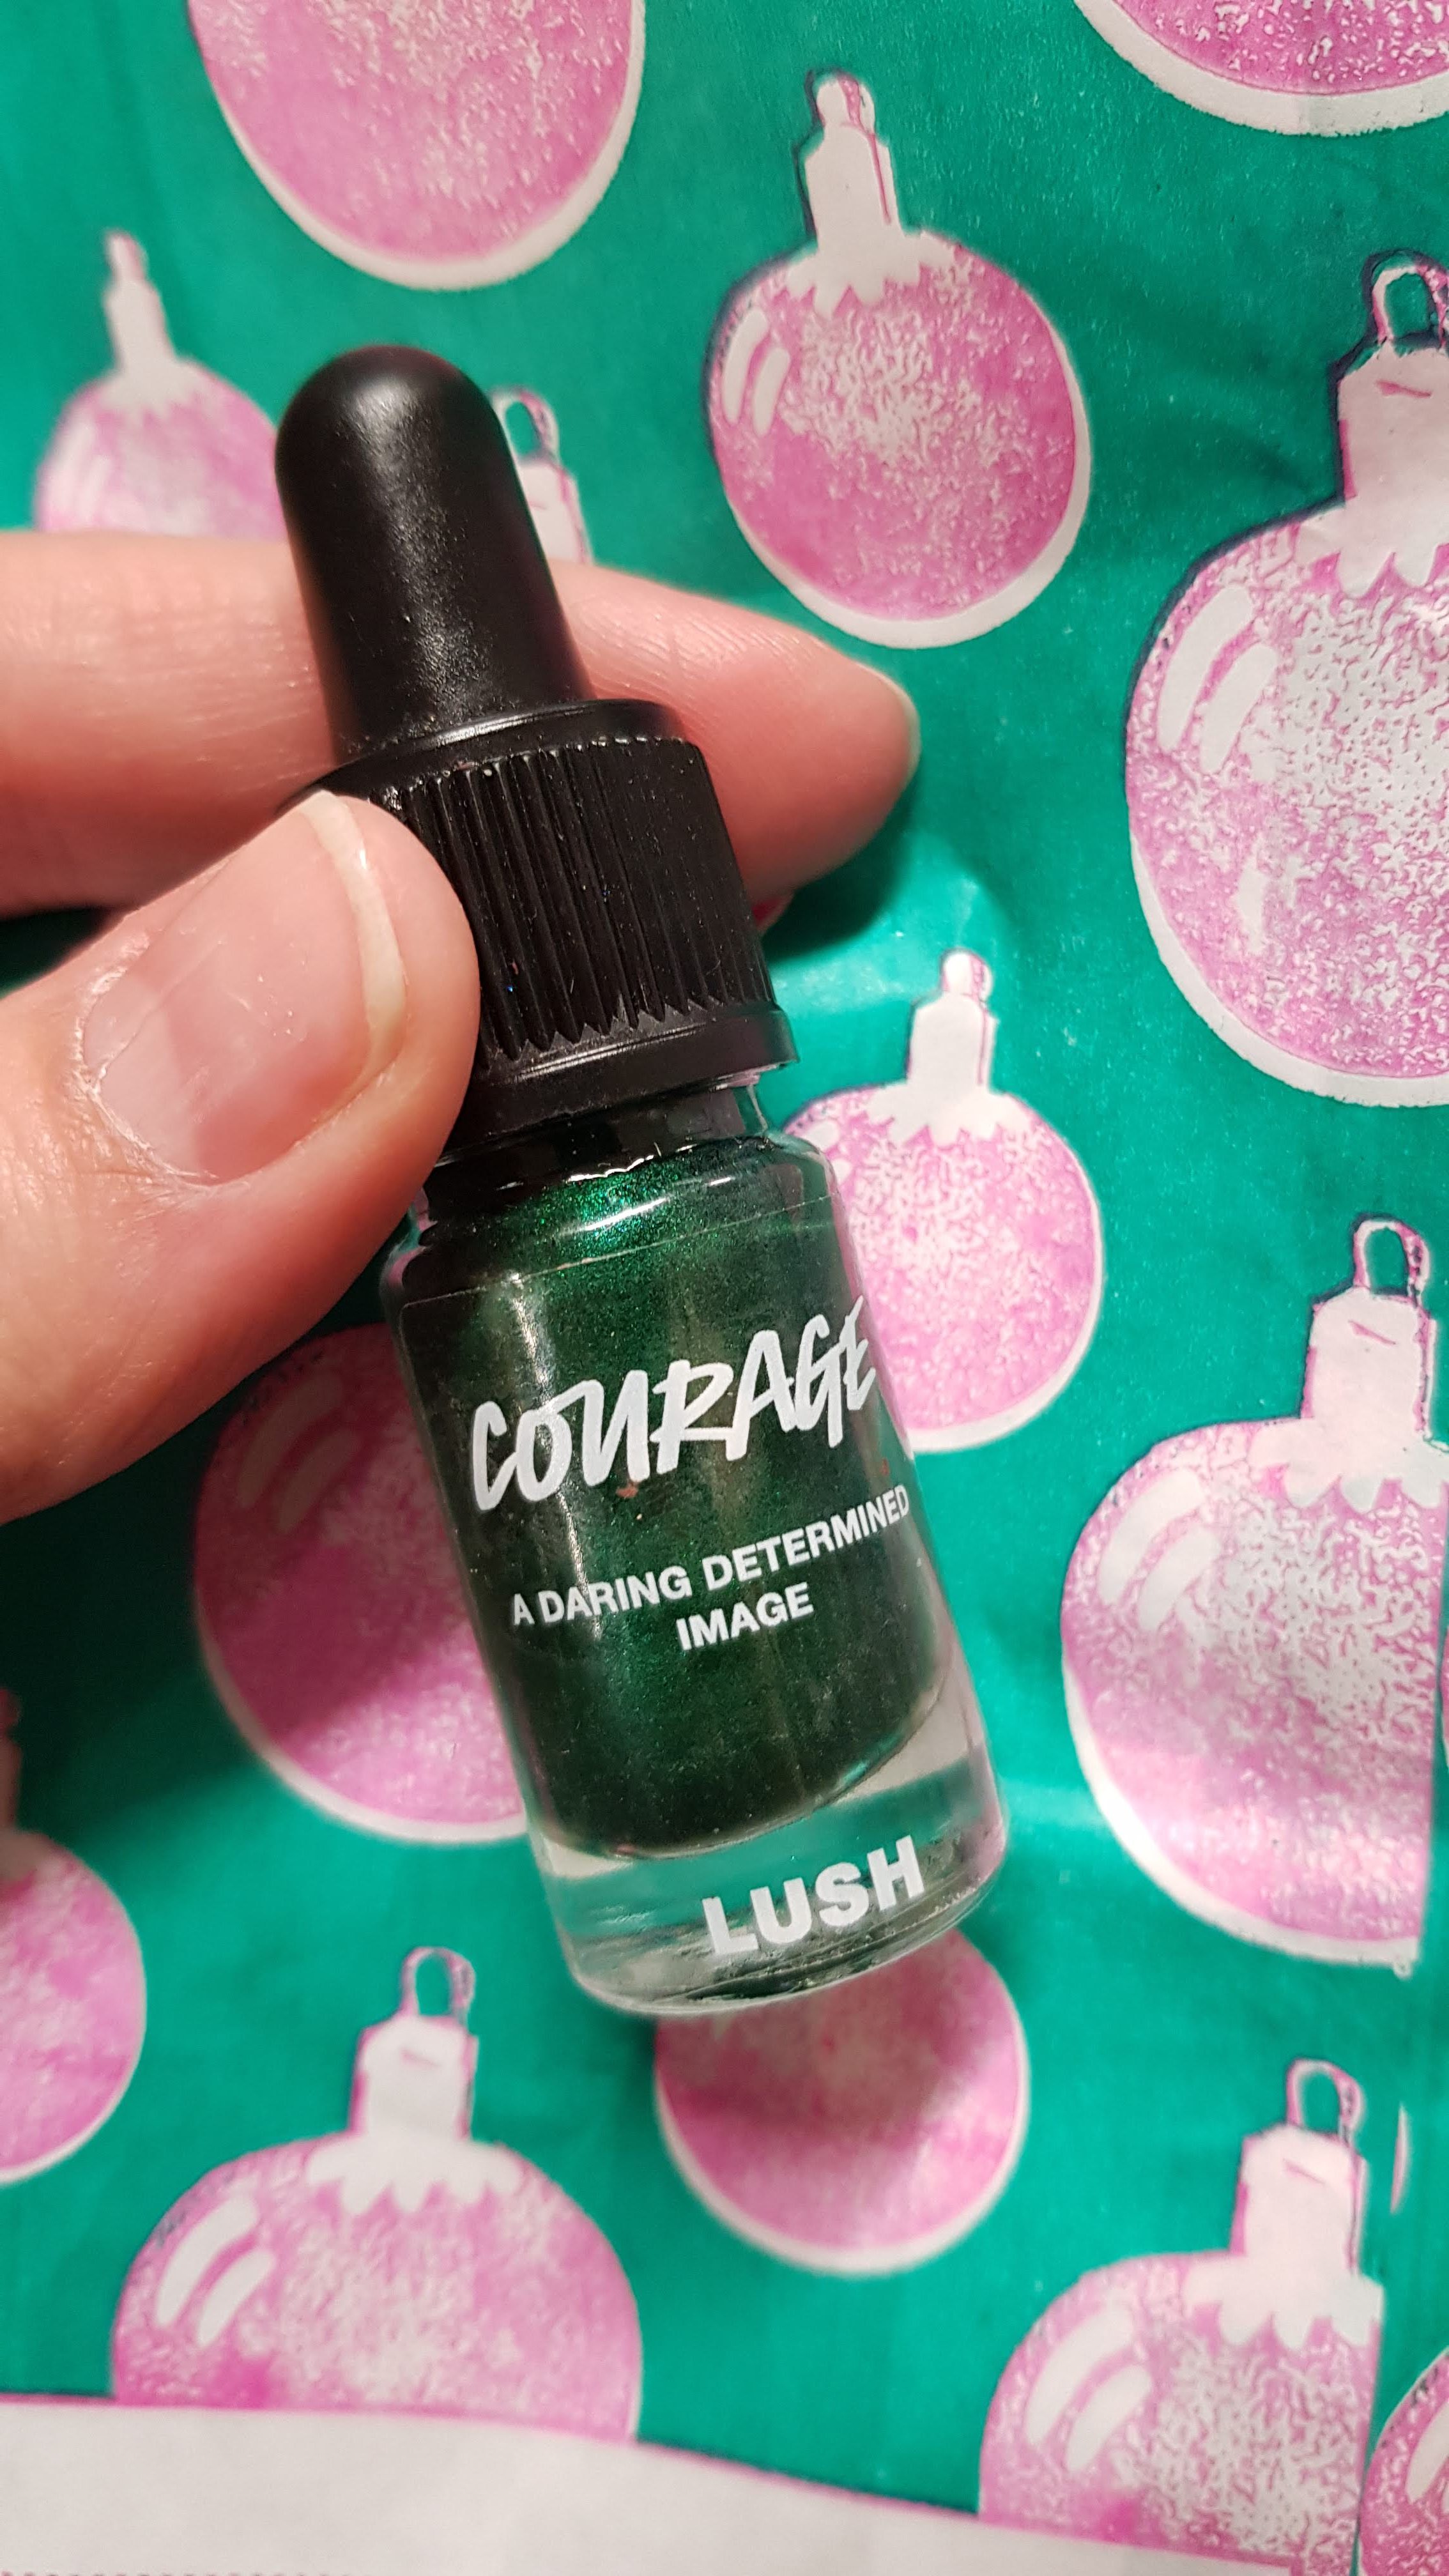 COURAGE
A DARING DETERMINED
IMAGE
LUSH